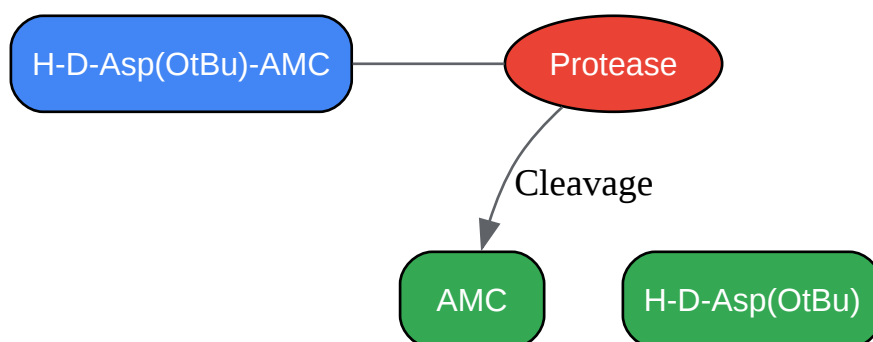 H-D-Asp(OtBu)-AMC
Protease
Cleavage
AMC
H-D-Asp(OtBu)